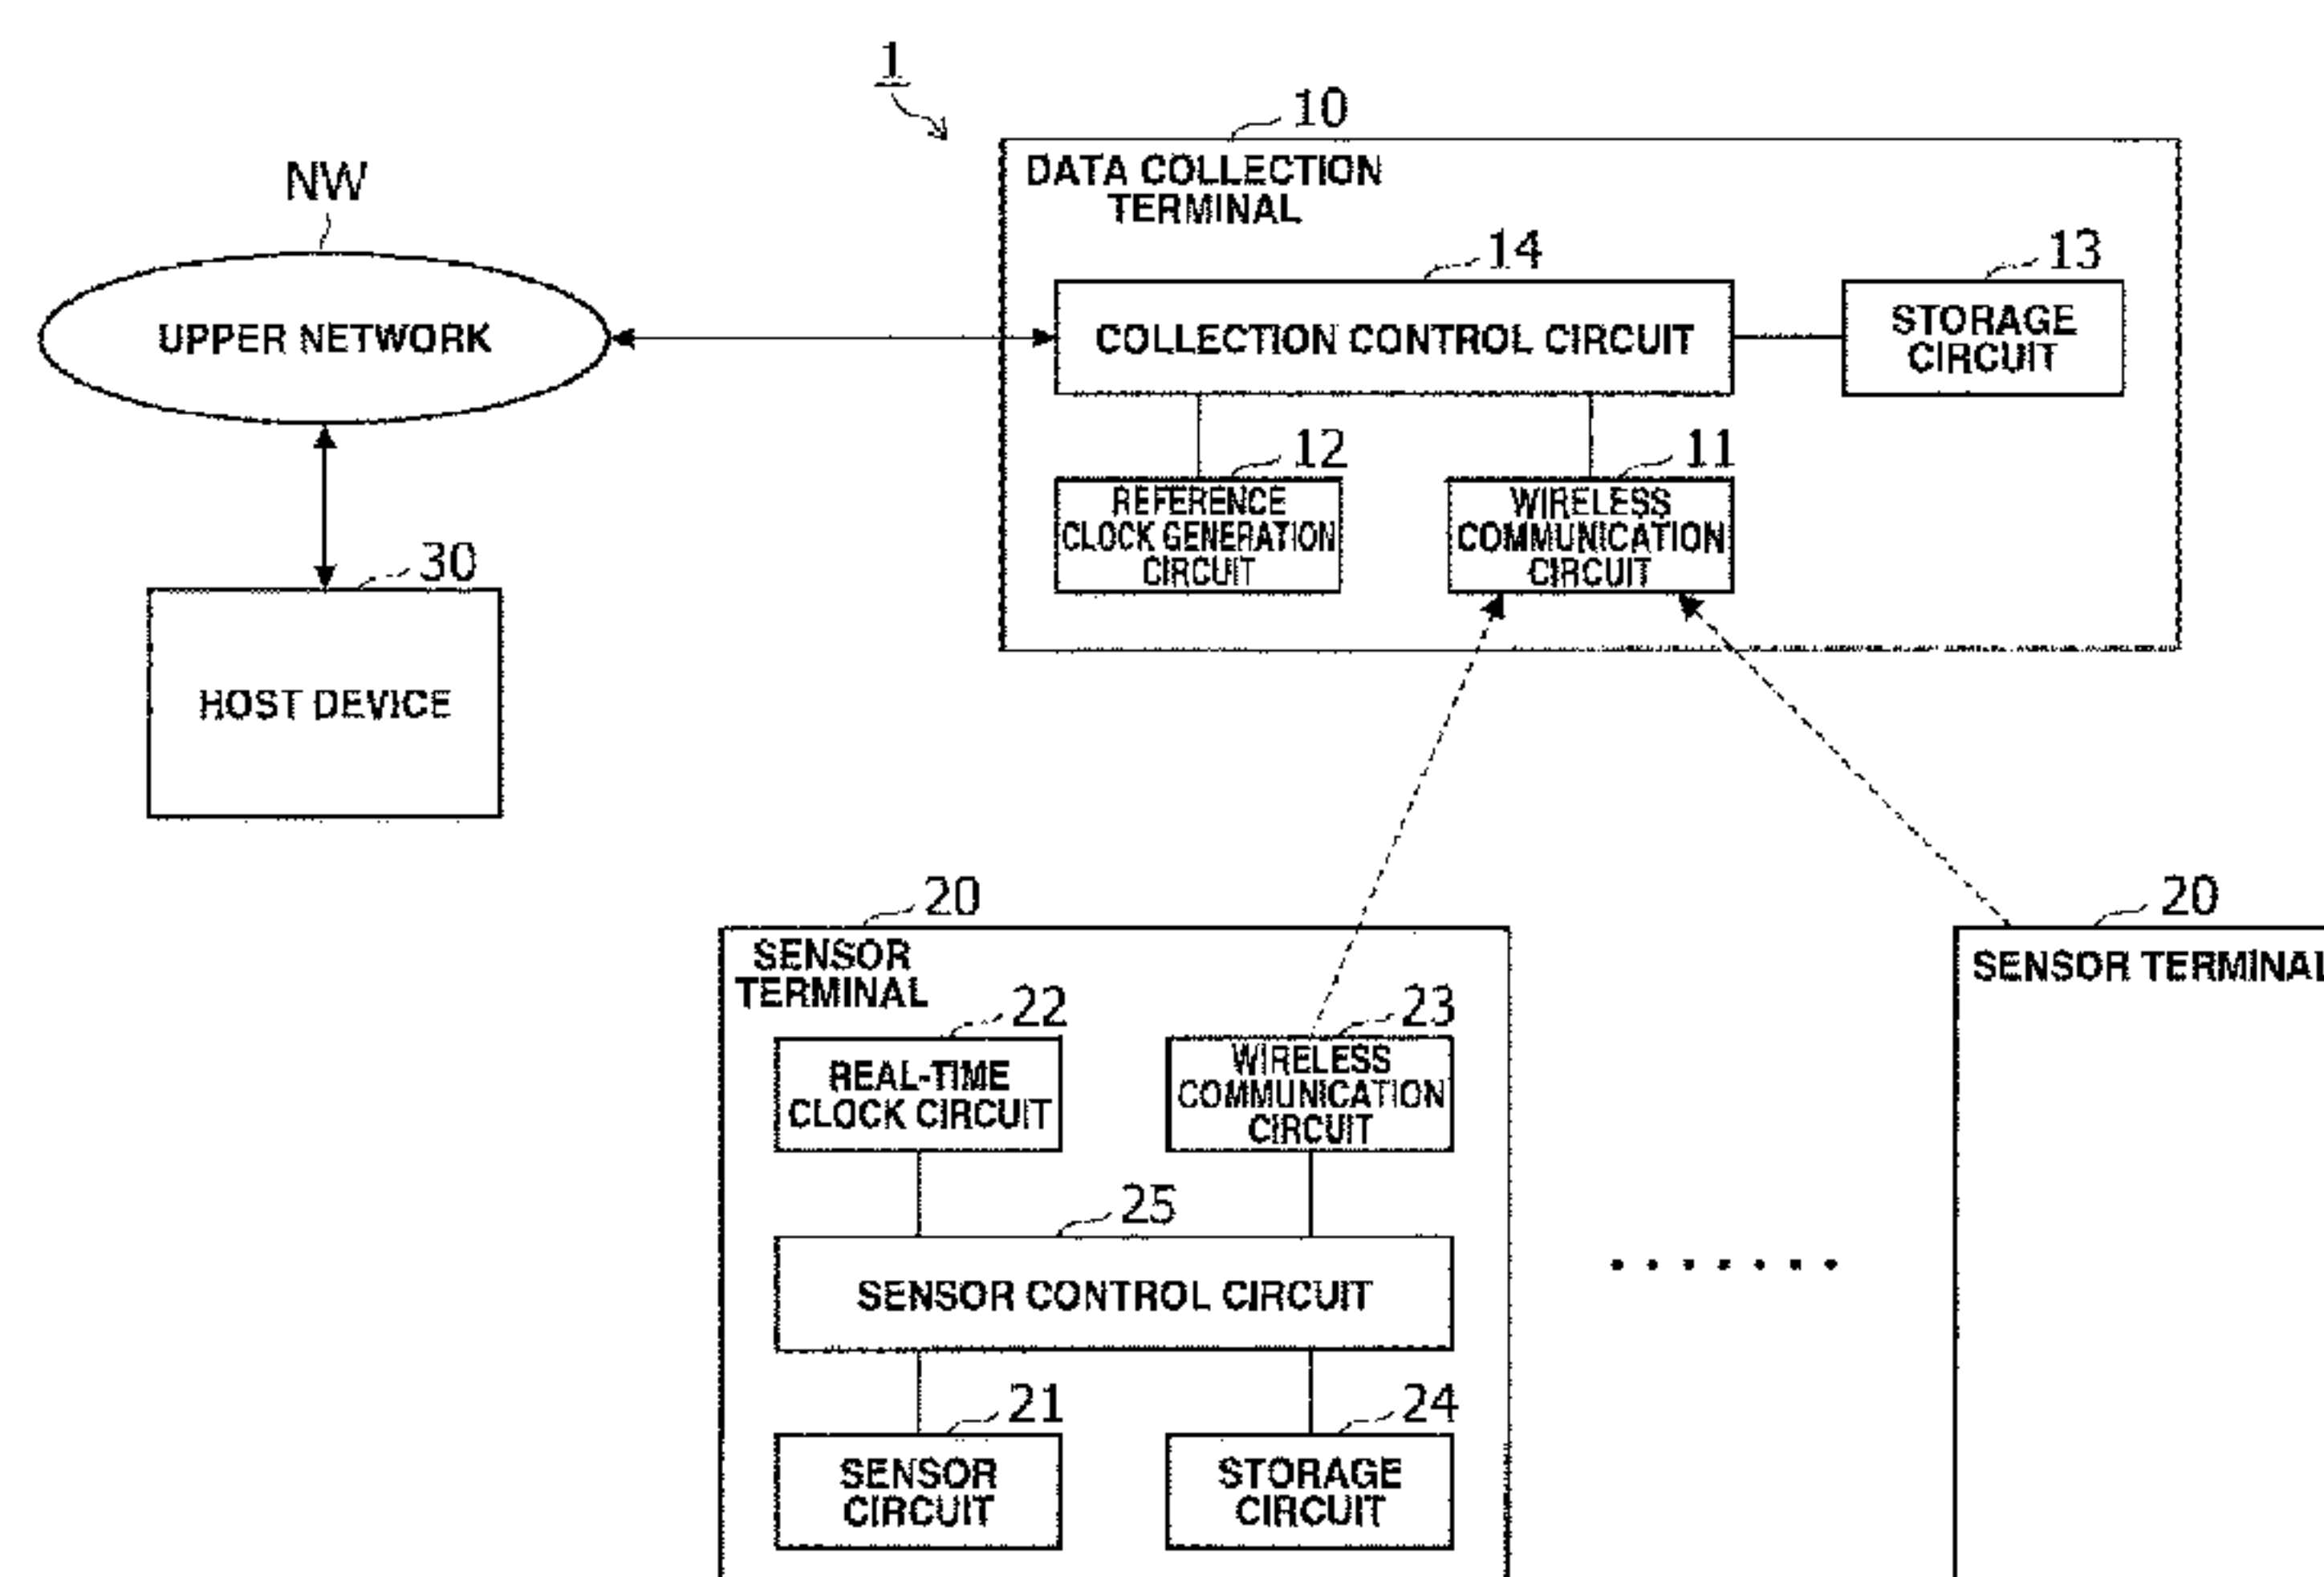 1
10
DATA COLLECTION
TERMINAL
NW
14
13
UPPER NETWORK
COLLECTION CONTROL CIRCUIT
STORAGE
CIRCUIT
12
11
REFERENCE
CLOCK GENERATION
CIRCUIT
WIRELESS
COMMUNICATION
CIRCUIT
30
HOST DEVICE
20
SENSOR
TERMINAL
20
SENSOR TERMINAL
22
23
REAL-TIME
CLOCK CIRCUIT
WIRELESS
COMMUNICATION
CIRCUIT
25
SENSOR CONTROL CIRCUIT
21
24
SENSOR
CIRCUIT
STORAGE
CIRCUIT